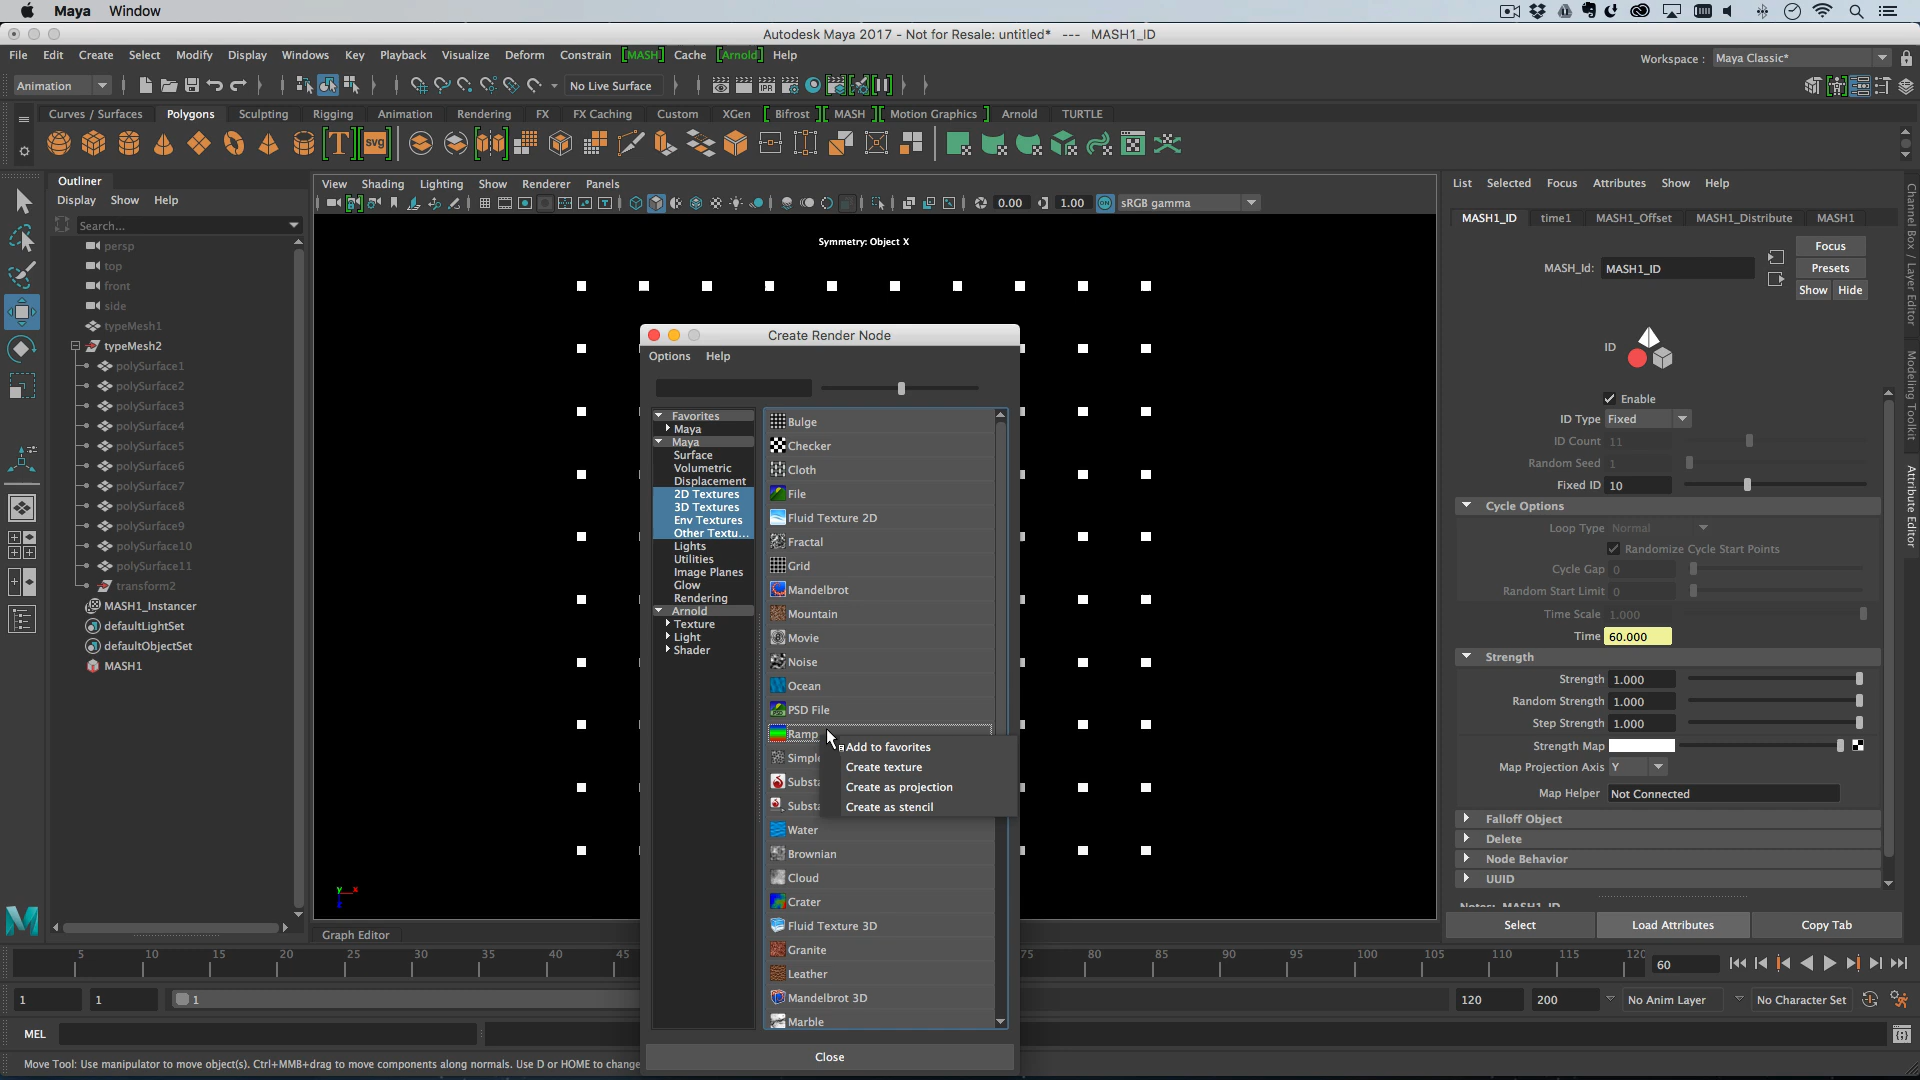 Maya Window
Autodesk Maya 2017 - Not for Resale: untitled* --- MASH1_ID
File Edit Create Select Modify Display Windows Key Playback Visualize Deform Constrain MASH Cache Arnold Help
Workspace : Maya Classic*
Animation
No Live Surface
Curves / Surfaces Polygons Sculpting Rigging Animation Rendering FX FX Caching Custom XGen Bifrost MASH Motion Graphics Arnold TURTLE
T SVG
Outliner
Display Show Help
Search...
persp
top
front
side
typeMesh1
typeMesh2
polySurface1
polySurface2
polySurface3
polySurface4
polySurface5
polySurface6
polySurface7
polySurface8
polySurface9
polySurface10
polySurface11
transform2
MASH1_Instancer
defaultLightSet
defaultObjectSet
MASH1
View Shading Lighting Show Renderer Panels
0.00 1.00 sRGB gamma
Symmetry: Object X
Create Render Node
Options Help
Favorites
Maya
Maya
Surface
Volumetric
Displacement
2D Textures
3D Textures
Env Textures
Other Textu...
Lights
Utilities
Image Planes
Glow
Rendering
Arnold
Texture
Light
Shader
Bulge
Checker
Cloth
File
Fluid Texture 2D
Fractal
Grid
Mandelbrot
Mountain
Movie
Noise
Ocean
PSD File
Ramp
Simple
Substa
Substa
Water
Brownian
Cloud
Crater
Fluid Texture 3D
Granite
Leather
Mandelbrot 3D
Marble
Add to favorites
Create texture
Create as projection
Create as stencil
Close
List Selected Focus Attributes Show Help
MASH1_ID time1 MASH1_Offset MASH1_Distribute MASH1
MASH_Id: MASH1_ID
Focus
Presets
Show Hide
ID
Enable
ID Type Fixed
ID Count 11
Random Seed 1
Fixed ID 10
Cycle Options
Loop Type Normal
Randomize Cycle Start Points
Cycle Gap 0
Random Start Limit 0
Time Scale 1.000
Time 60.000
Strength
Strength 1.000
Random Strength 1.000
Step Strength 1.000
Strength Map
Map Projection Axis Y
Map Helper Not Connected
Falloff Object
Delete
Node Behavior
UUID
Notes: MASH1_ID
Select Load Attributes Copy Tab
Channel Box / Layer Editor
Modeling Toolkit
Attribute Editor
Graph Editor
5 10 15 20 25 30 35 40 45 75 80 85 90 95 100 105 110 115 120
60
1 1 1 120 200 No Anim Layer No Character Set
MEL
Move Tool: Use manipulator to move object(s). Ctrl+MMB+drag to move components along normals. Use D or HOME to change